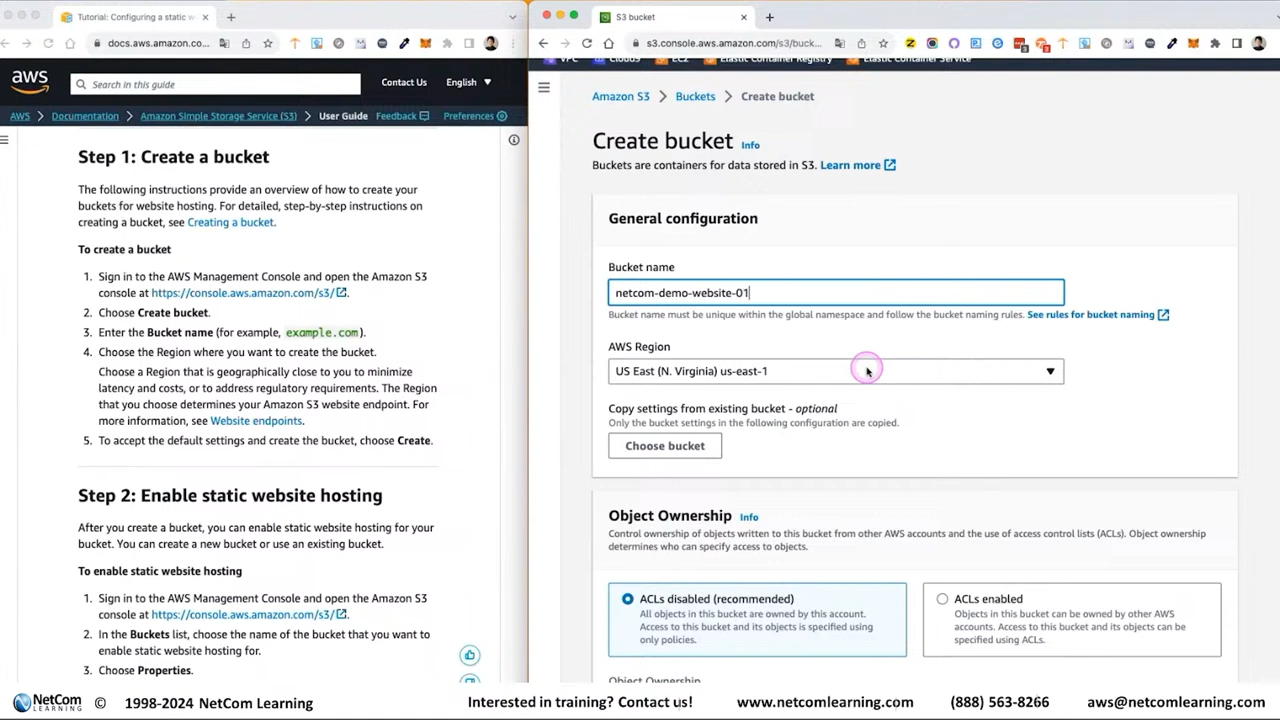 Tutorial: Configuring a static w
docs.aws.amazon.co...
aws
Search in this guide
Contact Us
English
AWS
Documentation
Amazon Simple Storage Service (S3)
User Guide
Feedback
Preferences
Step 1: Create a bucket
The following instructions provide an overview of how to create your
buckets for website hosting. For detailed, step-by-step instructions on
creating a bucket, see Creating a bucket.
To create a bucket
1. Sign in to the AWS Management Console and open the Amazon S3
console at https://console.aws.amazon.com/s3/.
2. Choose Create bucket.
3. Enter the Bucket name (for example, example.com).
4. Choose the Region where you want to create the bucket.
Choose a Region that is geographically close to you to minimize
latency and costs, or to address regulatory requirements. The Region
that you choose determines your Amazon S3 website endpoint. For
more information, see Website endpoints.
5. To accept the default settings and create the bucket, choose Create.
Step 2: Enable static website hosting
After you create a bucket, you can enable static website hosting for your
bucket. You can create a new bucket or use an existing bucket.
To enable static website hosting
1. Sign in to the AWS Management Console and open the Amazon S3
console at https://console.aws.amazon.com/s3/.
2. In the Buckets list, choose the name of the bucket that you want to
enable static website hosting for.
3. Choose Properties.
S3 bucket
s3.console.aws.amazon.com/s3/buck...
VPC
Cloud9
EC2
Elastic Container Registry
Elastic Container Service
Amazon S3
Buckets
Create bucket
Create bucket Info
Buckets are containers for data stored in S3. Learn more
General configuration
Bucket name
netcom-demo-website-01
Bucket name must be unique within the global namespace and follow the bucket naming rules. See rules for bucket naming
AWS Region
US East (N. Virginia) us-east-1
Copy settings from existing bucket - optional
Only the bucket settings in the following configuration are copied.
Choose bucket
Object Ownership Info
Control ownership of objects written to this bucket from other AWS accounts and the use of access control lists (ACLs). Object ownership
determines who can specify access to objects.
ACLs disabled (recommended)
All objects in this bucket are owned by this account.
Access to this bucket and its objects is specified using
only policies.
ACLs enabled
Objects in this bucket can be owned by other AWS
accounts. Access to this bucket and its objects can be
specified using ACLs.
Object Ownership
NetCom
LEARNING
© 1998-2024 NetCom Learning
Interested in training? Contact us!
www.netcomlearning.com
(888) 563-8266
aws@netcomlearning.com